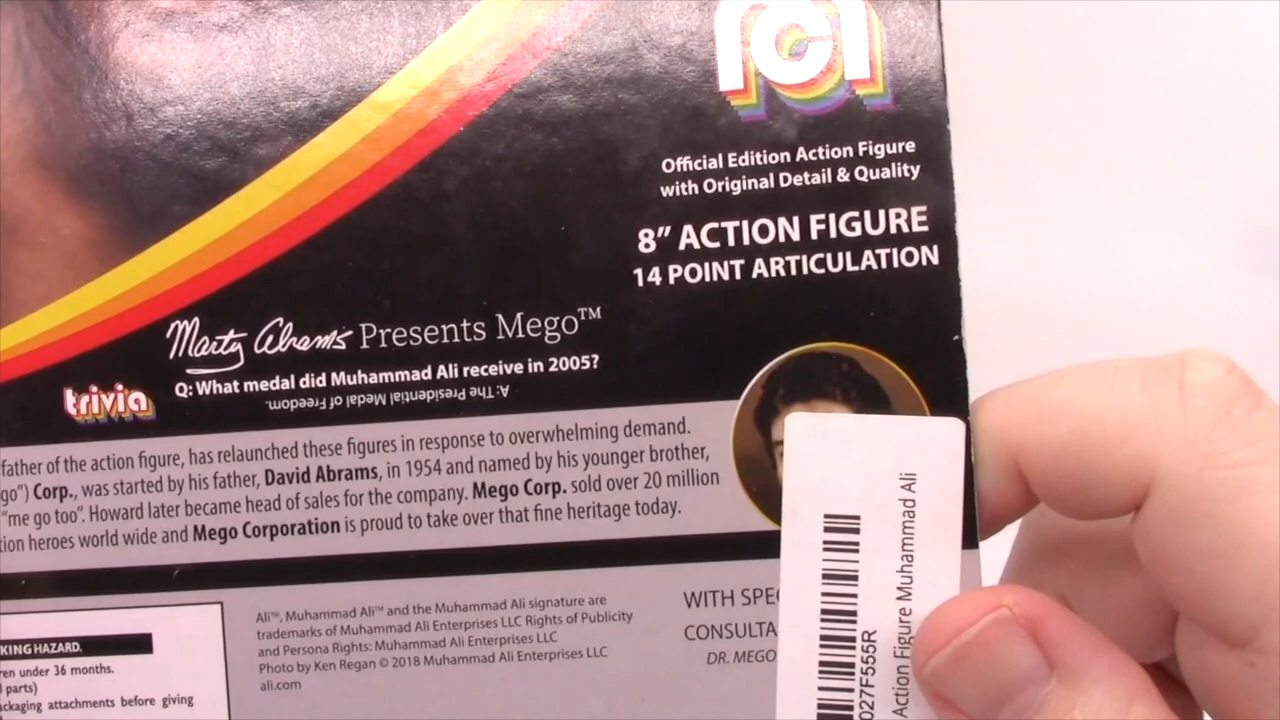 Official Edition Action Figure
with Original Detail & Quality
8” ACTION FIGURE
14 POINT ARTICULATION
Marty Abrams Presents Mego™
trivia
Q: What medal did Muhammad Ali receive in 2005?
A: The Presidential Medal of Freedom.
father of the action figure, has relaunched these figures in response to overwhelming demand.
go”) Corp., was started by his father, David Abrams, in 1954 and named by his younger brother,
“me go too”. Howard later became head of sales for the company. Mego Corp. sold over 20 million
tion heroes world wide and Mego Corporation is proud to take over that fine heritage today.
KING HAZARD.
ren under 36 months.
l parts)
ackaging attachments before giving
Ali™, Muhammad Ali™ and the Muhammad Ali signature are
trademarks of Muhammad Ali Enterprises LLC Rights of Publicity
and Persona Rights: Muhammad Ali Enterprises LLC
Photo by Ken Regan © 2018 Muhammad Ali Enterprises LLC
ali.com
WITH SPE
CONSULTA
DR. MEGO
027F555R
Action Figure Muhammad Ali